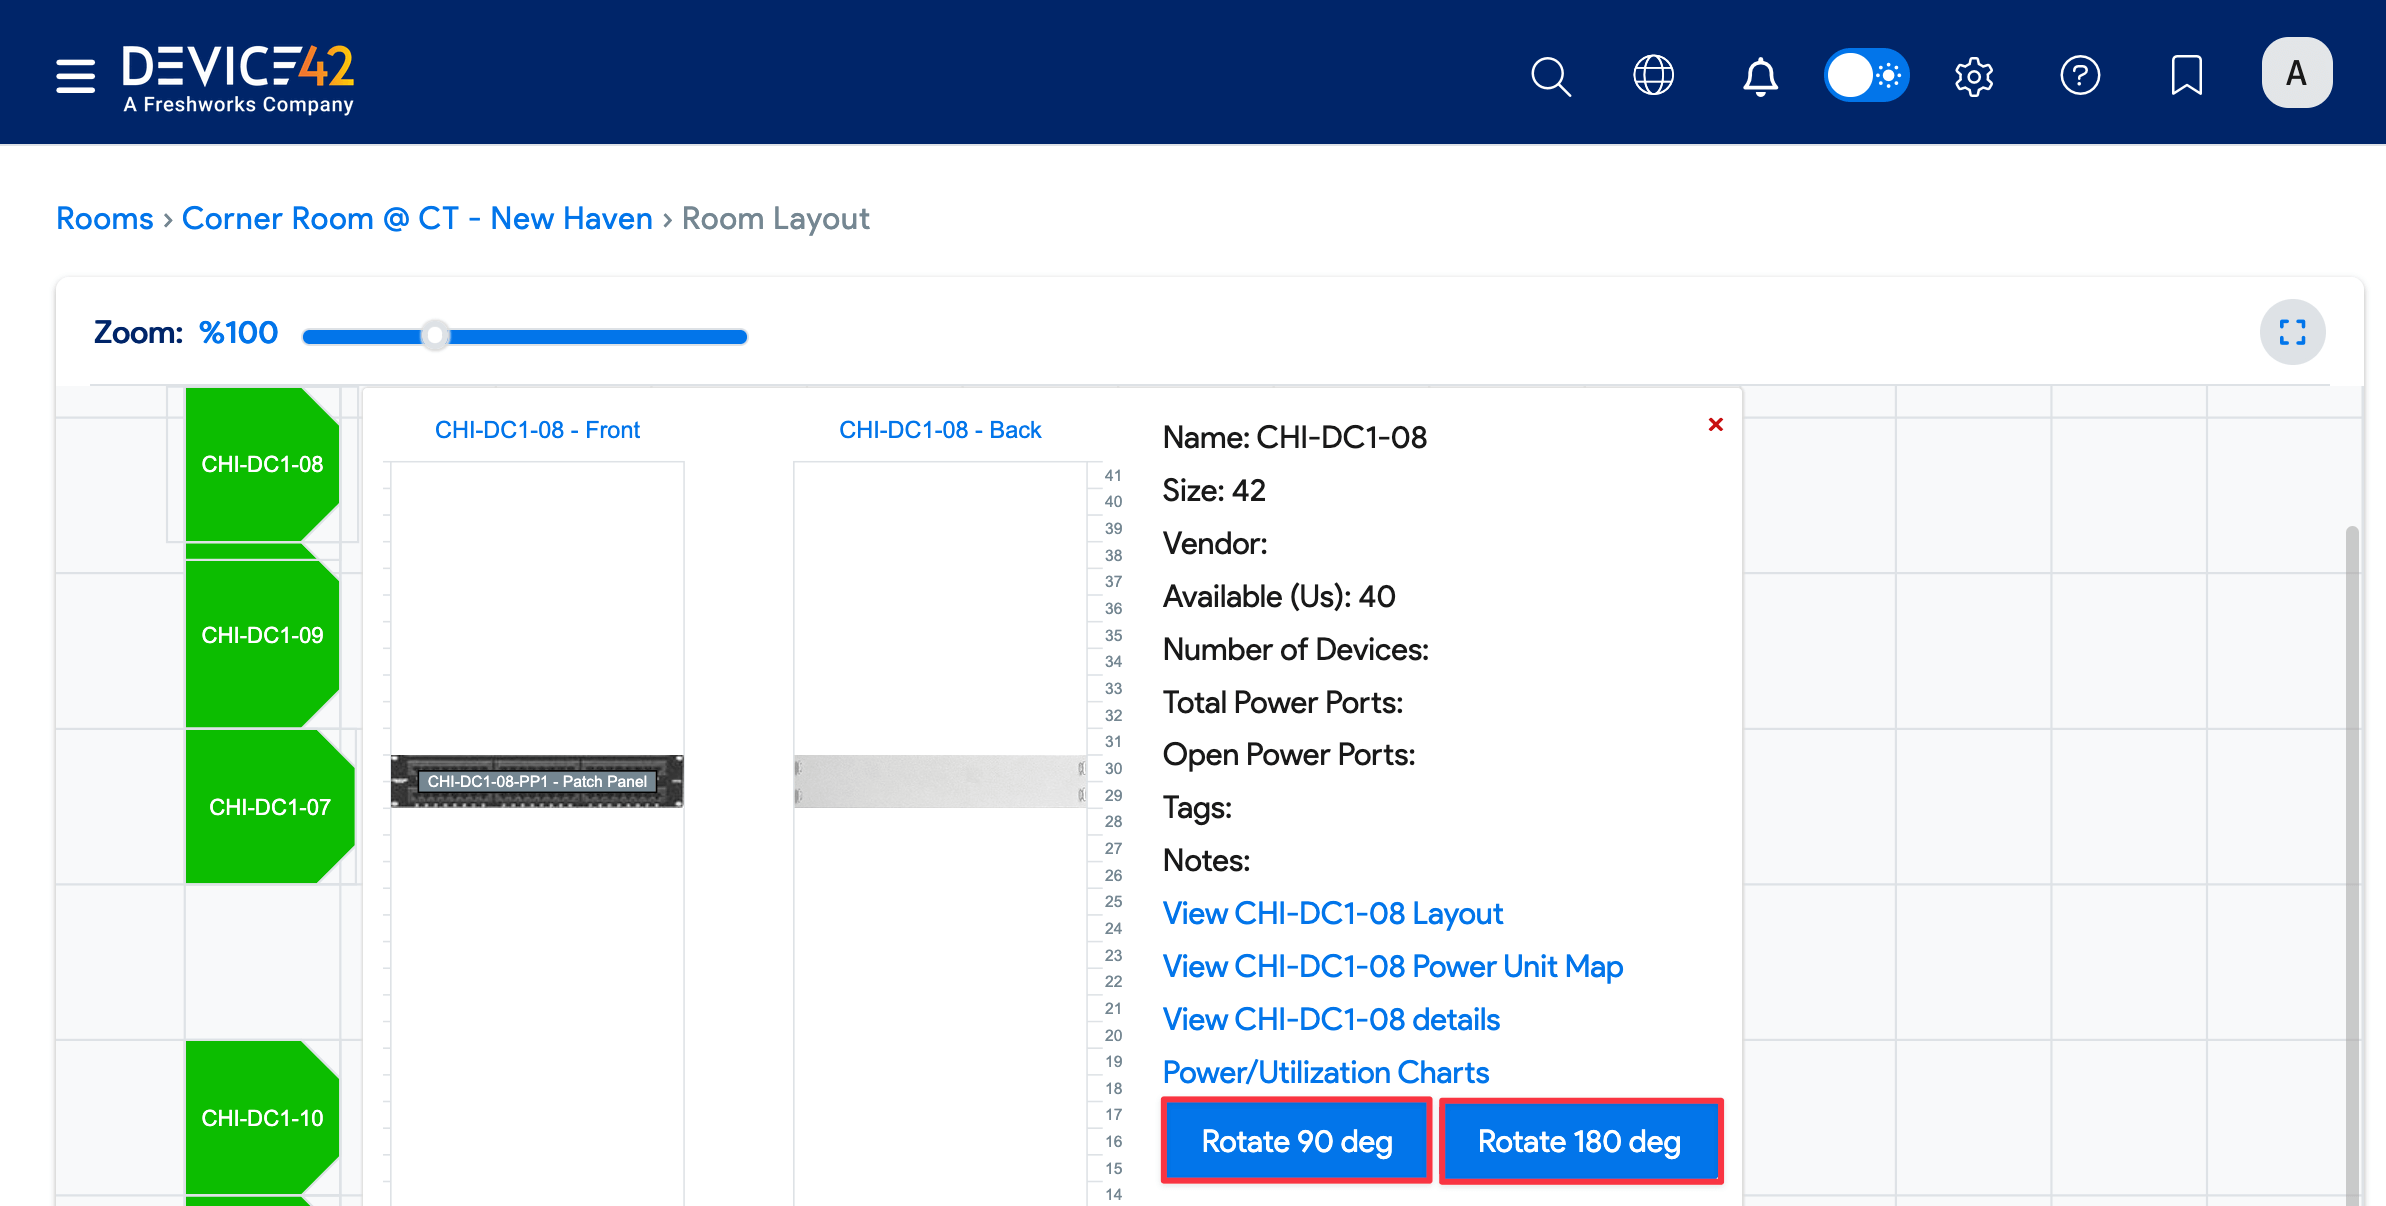 DEVICE42
A Freshworks Company
A
Rooms › Corner Room @ CT - New Haven › Room Layout
Zoom: %100
CHI-DC1-08
CHI-DC1-09
CHI-DC1-07
CHI-DC1-10
CHI-DC1-08 - Front
CHI-DC1-08-PP1 - Patch Panel
CHI-DC1-08 - Back
41
40
39
38
37
36
35
34
33
32
31
30
29
28
27
26
25
24
23
22
21
20
19
18
17
16
15
14
Name: CHI-DC1-08
Size: 42
Vendor:
Available (Us): 40
Number of Devices:
Total Power Ports:
Open Power Ports:
Tags:
Notes:
View CHI-DC1-08 Layout
View CHI-DC1-08 Power Unit Map
View CHI-DC1-08 details
Power/Utilization Charts
Rotate 90 deg
Rotate 180 deg